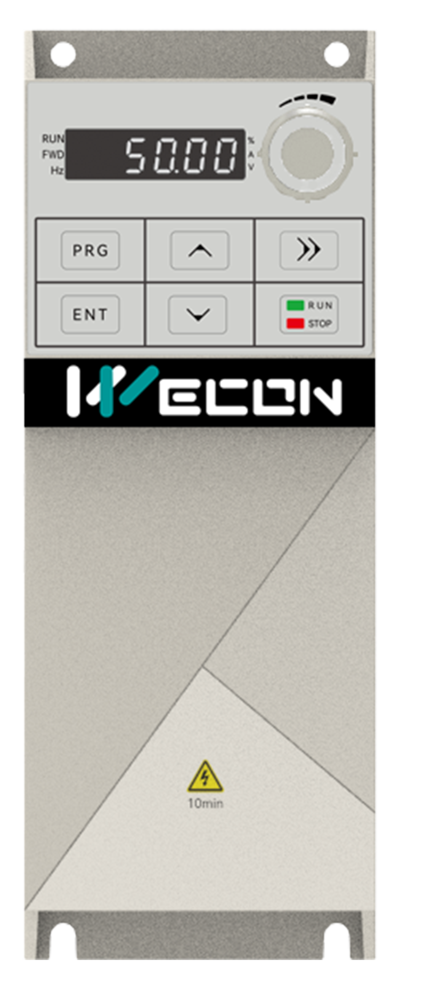 RUN
FWD
Hz
50.00
%
A
V
PRG
ENT
RUN
STOP
WECON
10min